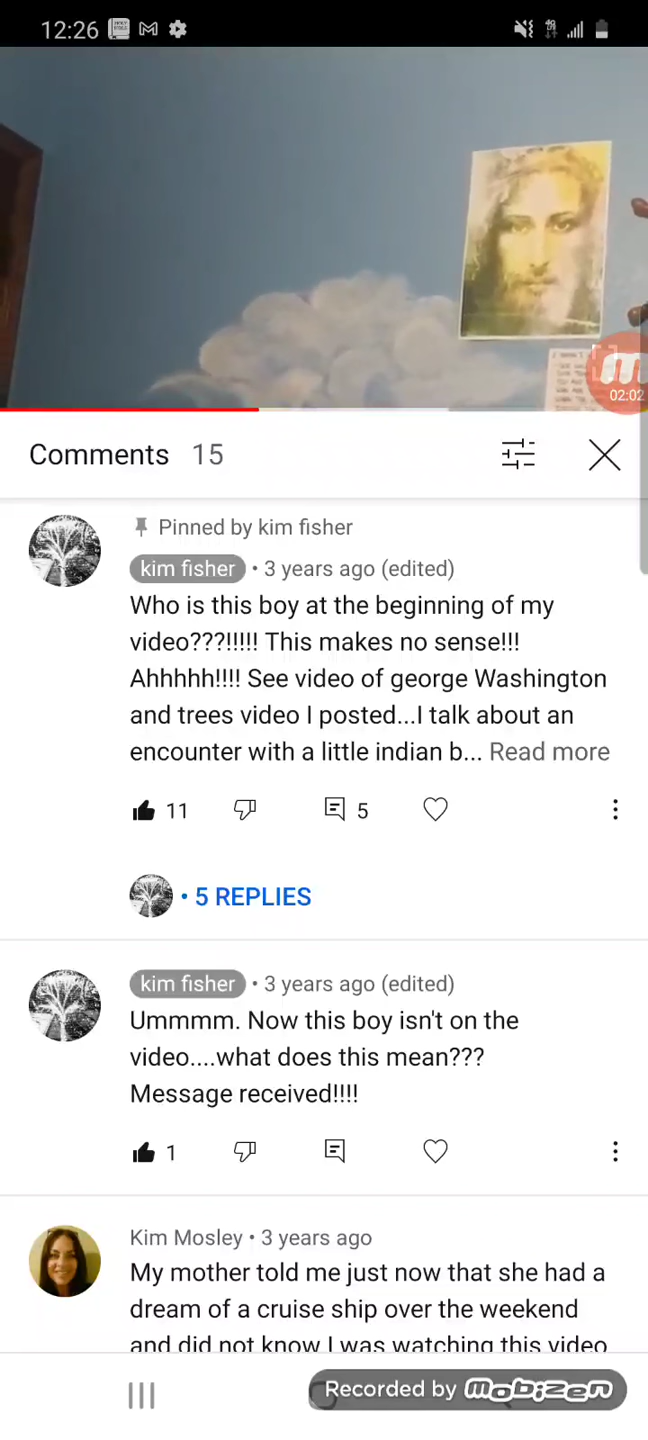 12:26
Comments 15
Pinned by kim fisher
kim fisher • 3 years ago (edited)
Who is this boy at the beginning of my
video???!!!!! This makes no sense!!!
Ahhhhh!!!! See video of george Washington
and trees video I posted...I talk about an
encounter with a little indian b... Read more
11
5
• 5 REPLIES
kim fisher • 3 years ago (edited)
Ummmm. Now this boy isn't on the
video....what does this mean???
Message received!!!!
1
Kim Mosley • 3 years ago
My mother told me just now that she had a
dream of a cruise ship over the weekend
and did not know I was watching this video
Recorded by mobizen
02:02